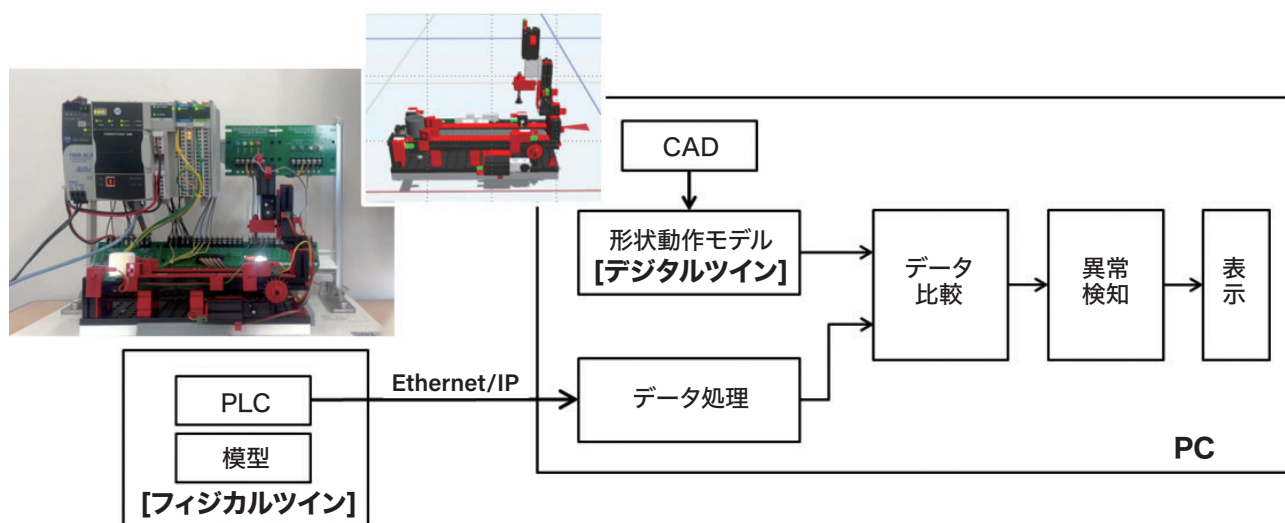 CAD
形状動作モデル
[デジタルツイン]
データ
比較
異常
検知
表
示
Ethernet/IP
データ処理
PLC
模型
[フィジカルツイン]
PC